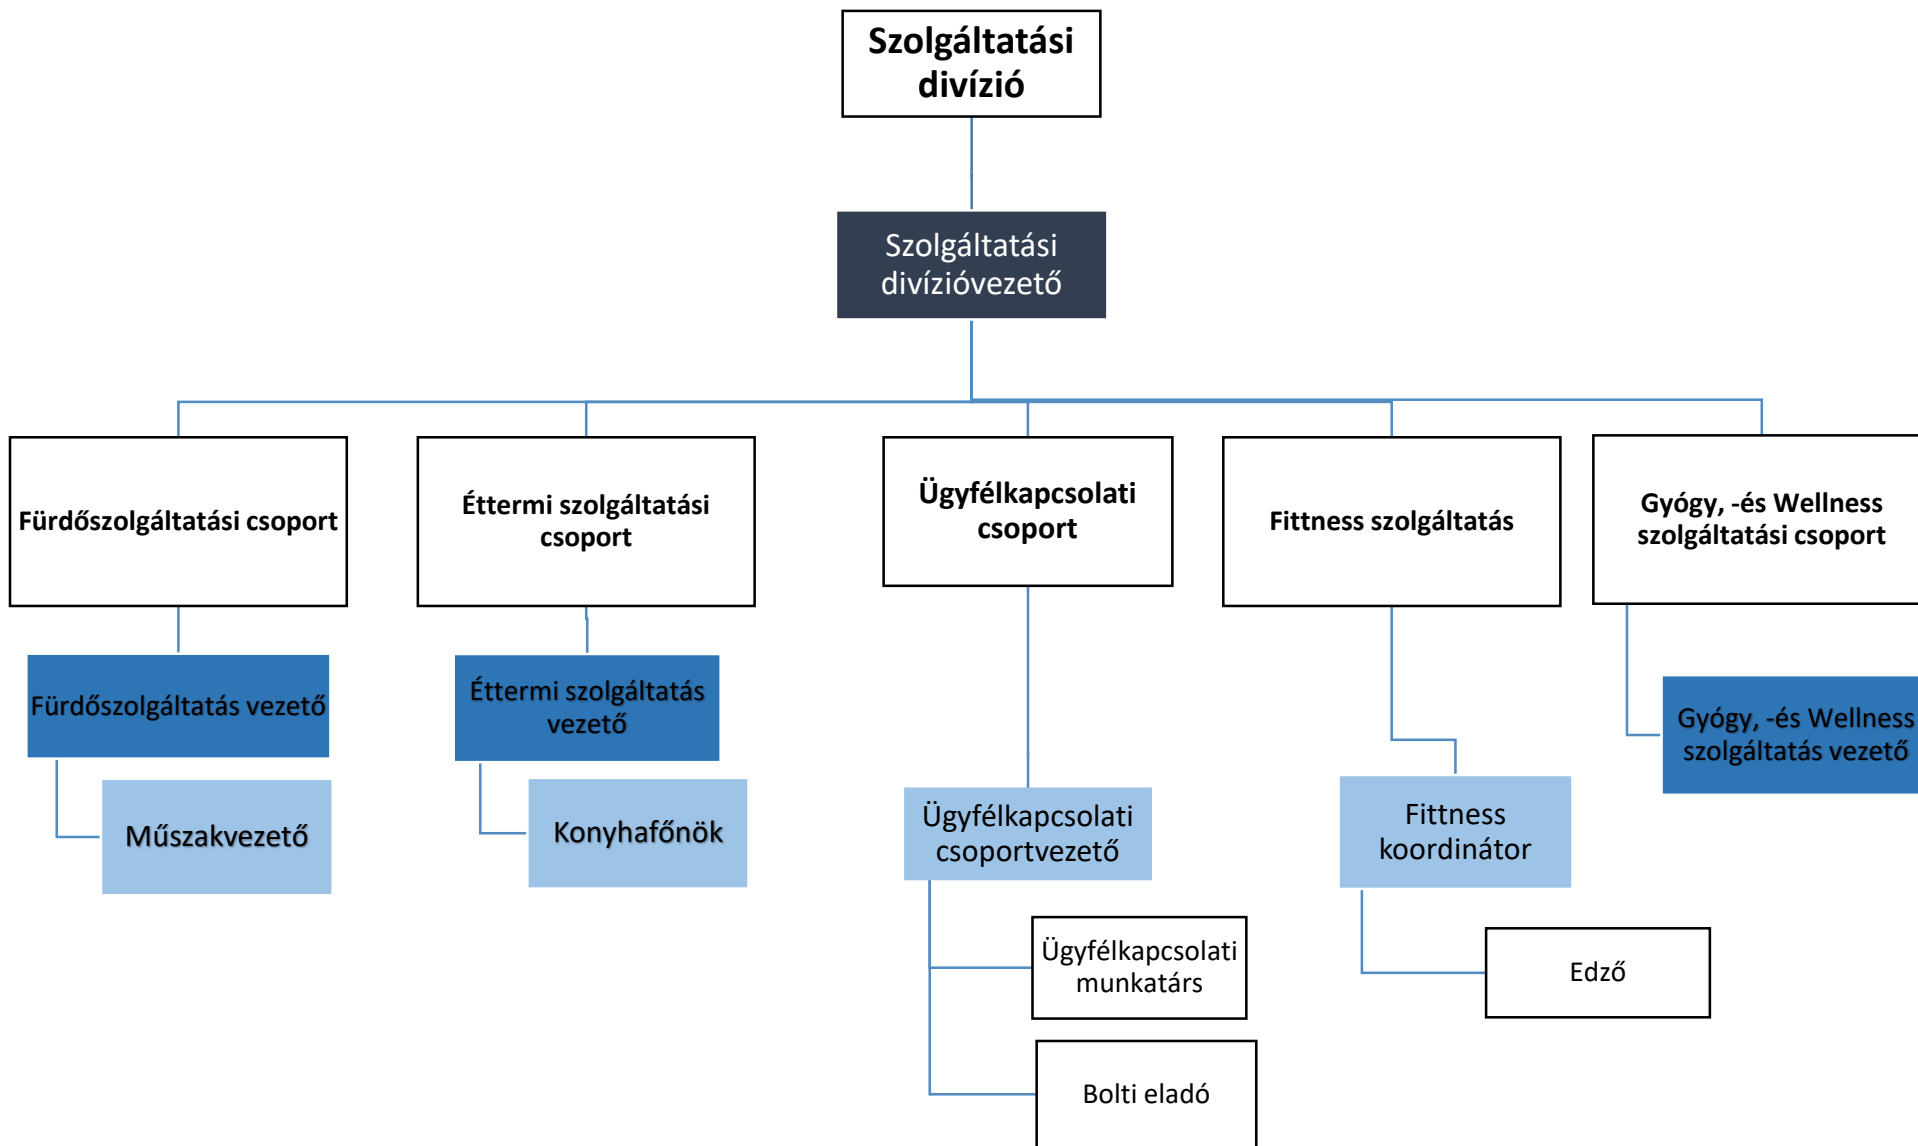 Szolgáltatási
divízió
Szolgáltatási
divízióvezető
Fürdőszolgáltatási csoport
Éttermi szolgáltatási
csoport
Ügyfélkapcsolati
csoport
Fittness szolgáltatás
Gyógy, -és Wellness
szolgáltatási csoport
Fürdőszolgáltatás vezető
Éttermi szolgáltatás
vezető
Gyógy, -és Wellness
szolgáltatás vezető
Műszakvezető
Konyhafőnök
Ügyfélkapcsolati
csoportvezető
Fittness
koordinátor
Ügyfélkapcsolati
munkatárs
Edző
Bolti eladó